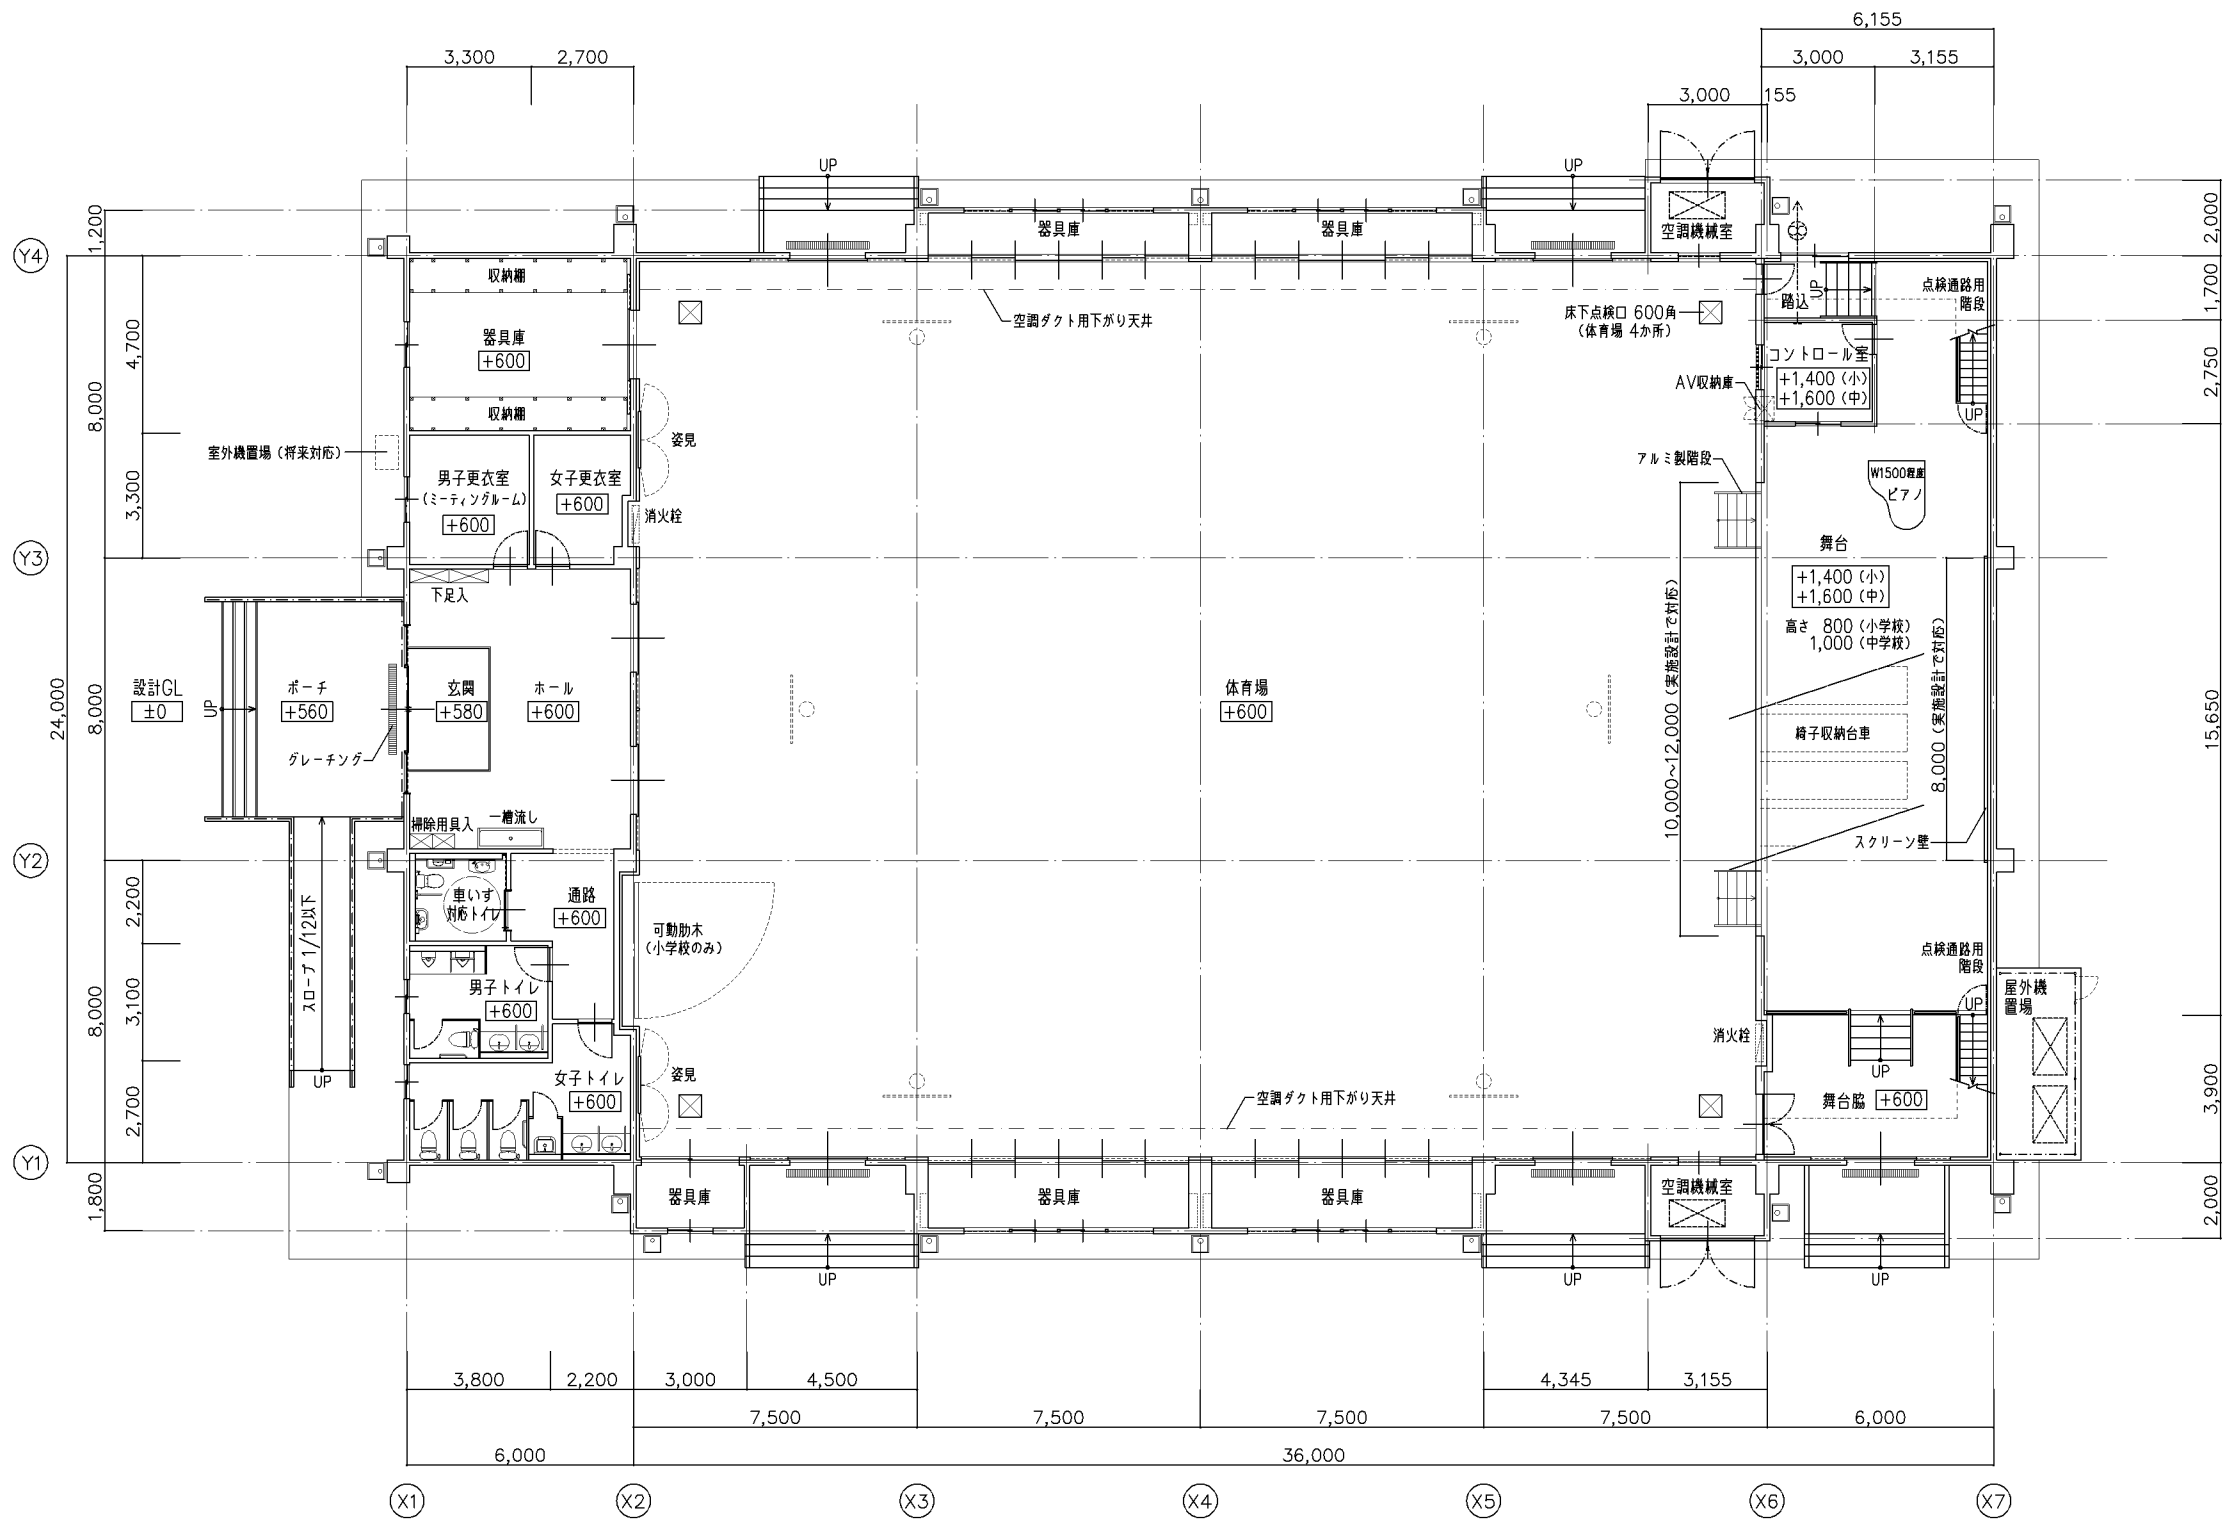 6,155
3,300
2,700
3,000
3,155
3,000
155
UP
UP
1,200
2,000
Y4
器具庫
器具庫
空調機械室
収納棚
点検通路用
階段
1,700
踏込
UP
空調ダクト用下がり天井
床下点検口 600角
(体育場 4か所)
4,700
器具庫
+600
コントロール室
+1,400 (小)
+1,600 (中)
2,750
AV収納庫
UP
8,000
収納棚
姿見
室外機置場 (将来対応)
アルミ製階段
男子更衣室
(ミーティングルーム)
+600
女子更衣室
+600
W1500程度
ピアノ
3,300
消火栓
舞台
Y3
+1,400 (小)
+1,600 (中)
下足入
高さ 800 (小学校)
1,000 (中学校)
10,000~12,000 (実施設計で対応)
8,000 (実施設計で対応)
24,000
8,000
設計GL
±0
UP
ポーチ
+560
玄関
+580
ホール
+600
体育場
+600
15,650
椅子収納台車
グレーチング
掃除用具入
一槽流し
スクリーン壁
Y2
車いす
対応トイレ
通路
+600
2,200
スロープ 1/12以下
可動肋木
(小学校のみ)
点検通路用
階段
男子トイレ
+600
3,100
8,000
UP
屋外機
置場
消火栓
UP
女子トイレ
+600
姿見
UP
空調ダクト用下がり天井
舞台脇
+600
2,700
3,900
Y1
1,800
器具庫
器具庫
器具庫
空調機械室
2,000
UP
UP
UP
3,800
2,200
3,000
4,500
4,345
3,155
7,500
7,500
7,500
7,500
6,000
6,000
36,000
X1
X2
X3
X4
X5
X6
X7